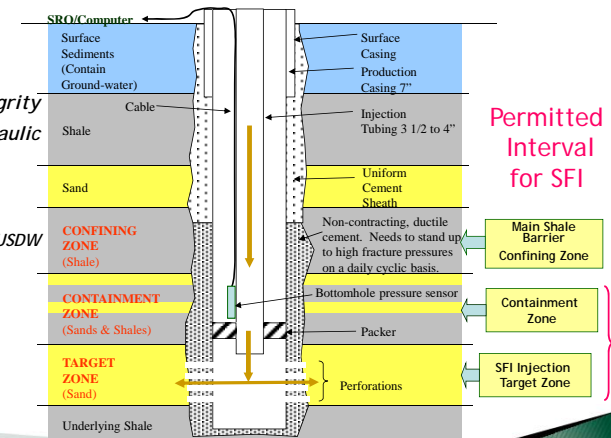 SRO/Computer
Surface
Sediments
(Contain
Ground-water)
Surface
Casing
Production
Casing 7”
Cable
Shale
Injection
Tubing 3 1/2 to 4”
Sand
Uniform
Cement
Sheath
CONFINING
ZONE
(Shale)
Non-contracting, ductile
cement. Needs to stand up
to high fracture pressures
on a daily cyclic basis.
CONTAINMENT
ZONE
(Sands & Shales)
Bottomhole pressure sensor
Packer
TARGET
ZONE
(Sand)
Perforations
Underlying Shale
grity
aulic
USDW
Permitted
Interval
for SFI
Main Shale
Barrier
Confining Zone
Containment
Zone
SFI Injection
Target Zone